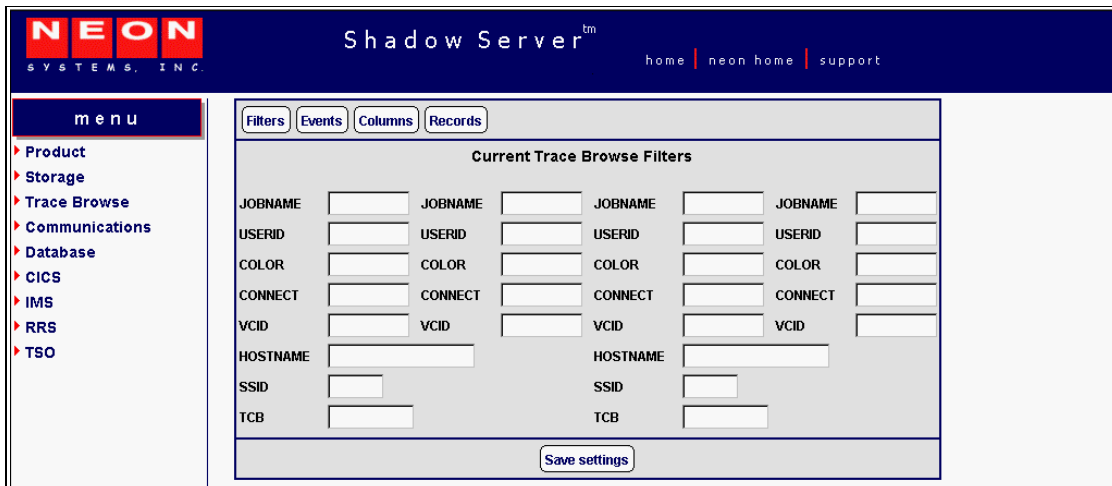 NEON
SYSTEMS, INC.
Shadow Server tm
home neon home support
menu
Product
Storage
Trace Browse
Communications
Database
CICS
IMS
RRS
TSO
Filters Events Columns Records
Current Trace Browse Filters
JOBNAME JOBNAME JOBNAME JOBNAME
USERID USERID USERID USERID
COLOR COLOR COLOR COLOR
CONNECT CONNECT CONNECT CONNECT
VCID VCID VCID VCID
HOSTNAME HOSTNAME
SSID SSID
TCB TCB
Save settings